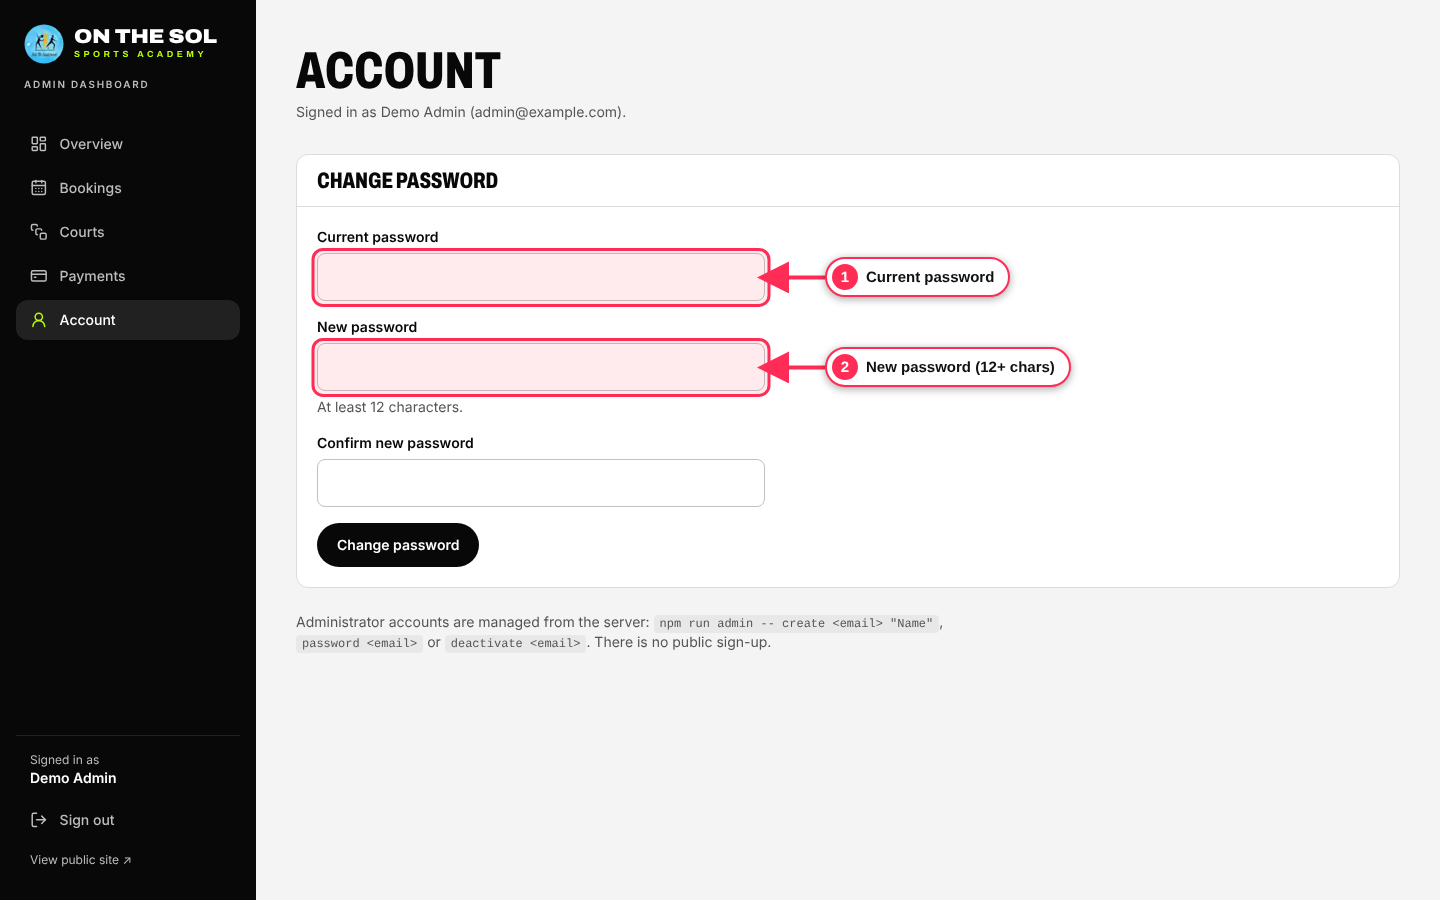 ON THE SOL
SPORTS ACADEMY
ADMIN DASHBOARD
Overview
Bookings
Courts
Payments
Account
Signed in as
Demo Admin
Sign out
View public site ↗
ACCOUNT
Signed in as Demo Admin (admin@example.com).
CHANGE PASSWORD
Current password
1 Current password
New password
2 New password (12+ chars)
At least 12 characters.
Confirm new password
Change password
Administrator accounts are managed from the server: npm run admin -- create <email> "Name",
password <email> or deactivate <email>. There is no public sign-up.